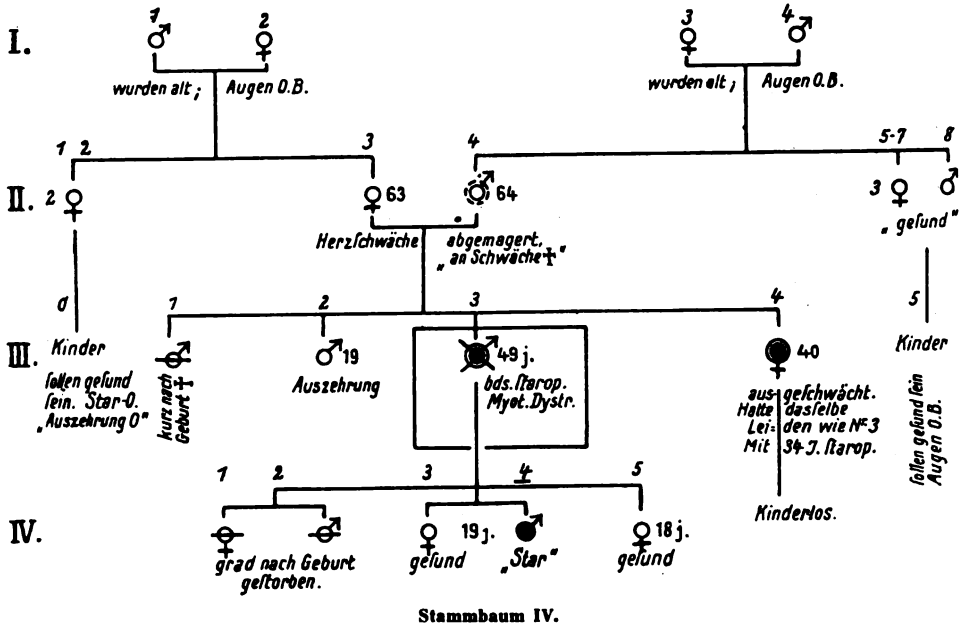 I.
1 2
3 4
wurden alt; Augen O.B.
wurden alt; Augen O.B.
1 2 3 4 5-7 8
II.
2 63 64 3
Herzſchwäche abgemagert,
„an Schwäche ‡“
„geſund“
0 1 2 3 4 5
III.
Kinder
ſollen geſund
ſein. Star-O.
„Auszehrung O“
kurz nach
Geburt ‡
19
Auszehrung
49 j.
bds. ſtarop.
Myot. Dystr.
40
aus- geſchwächt.
Hatte dasſelbe
Lei- den wie No 3
Mit 34 J. ſtarop.
Kinderlos.
Kinder
ſollen geſund ſein
Augen O.B.
1 2 3 4 5
IV.
grad nach Geburt
geſtorben.
geſund
19 j.
„Star“
18 j.
geſund
Stammbaum IV.